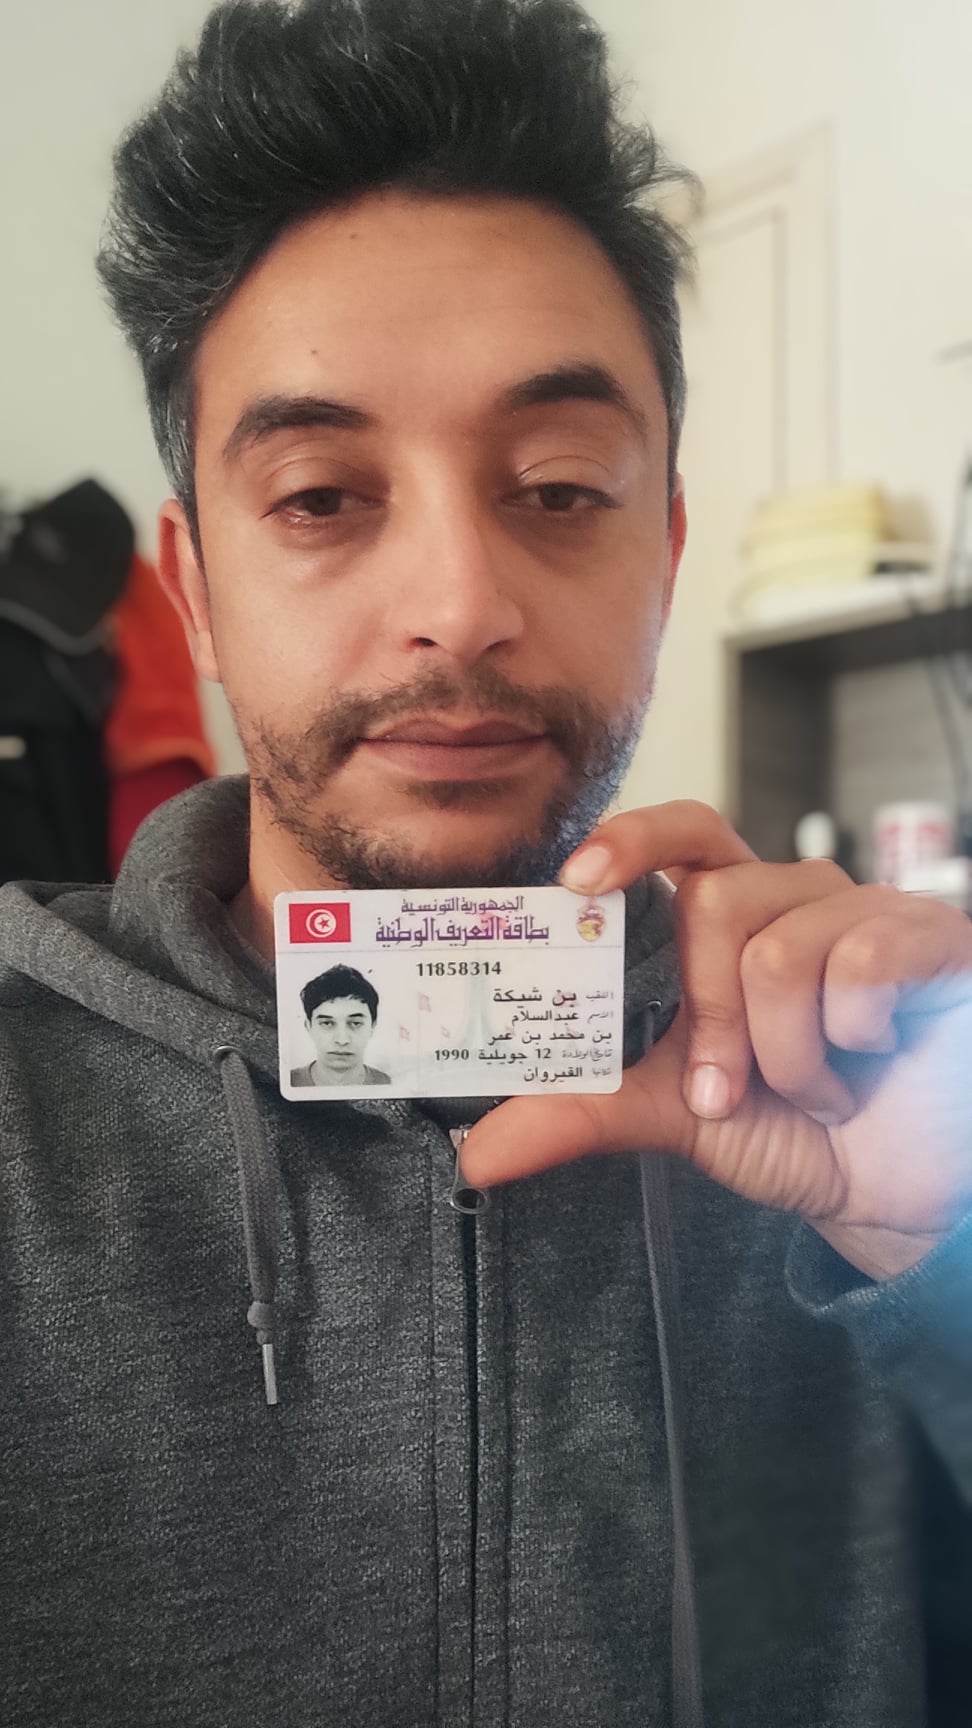 الجمهورية التونسية
بطاقة التعريف الوطنية
11858314
اللقب بن شيكة
الاسم عبدالسلام
بن محمد بن عمر
تاريخ الولادة 12 جويلية 1990
مكانها القيروان